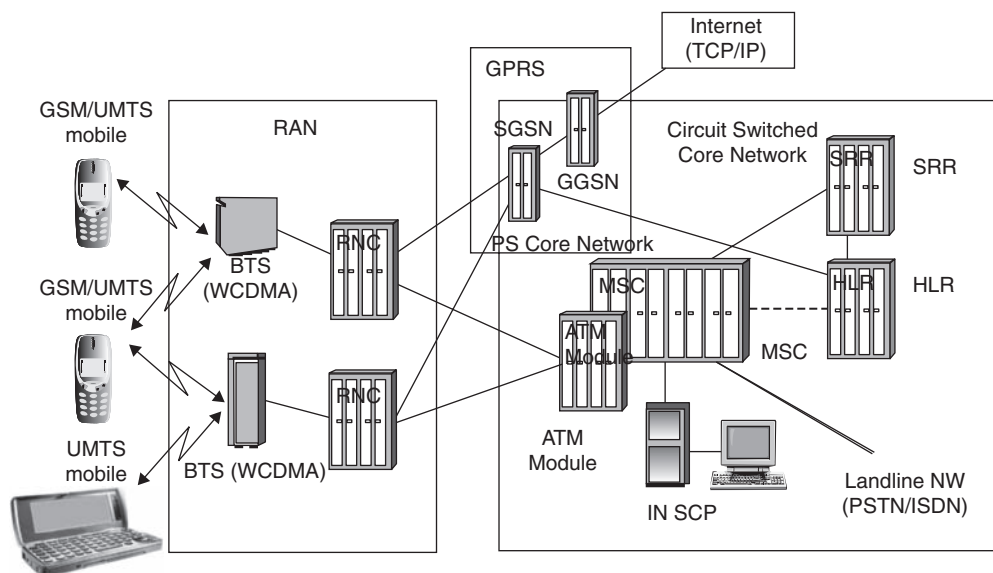 Internet
(TCP/IP)
GPRS
GSM/UMTS
mobile
RAN
SGSN
Circuit Switched
Core Network
SRR
SRR
GGSN
RNC
PS Core Network
BTS
(WCDMA)
GSM/UMTS
mobile
MSC
HLR
HLR
ATM
Module
MSC
RNC
UMTS
mobile
BTS (WCDMA)
ATM
Module
Landline NW
(PSTN/ISDN)
IN SCP